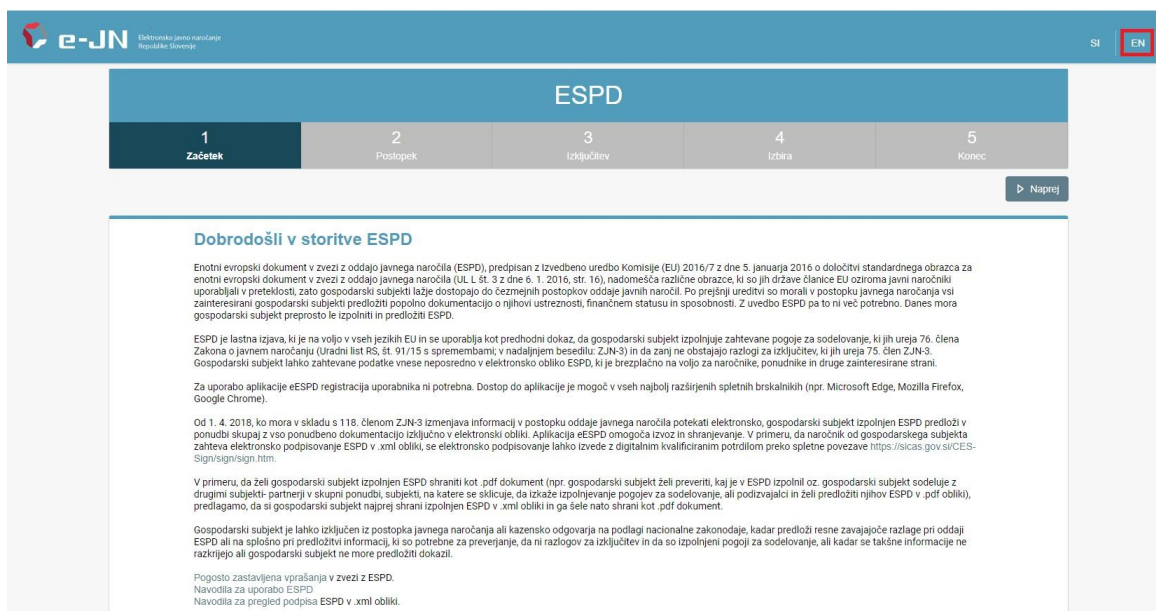 e-JN
Elektronsko javno naročanje
Republike Slovenije
SI
EN
ESPD
1
Začetek
2
Postopek
3
Izključitev
4
Izbira
5
Konec
Naprej
Dobrodošli v storitve ESPD
Enotni evropski dokument v zvezi z oddajo javnega naročila (ESPD), predpisan z Izvedbeno uredbo Komisije (EU) 2016/7 z dne 5. januarja 2016 o določitvi standardnega obrazca za
enotni evropski dokument v zvezi z oddajo javnega naročila (UL L št. 3 z dne 6. 1. 2016, str. 16), nadomešča različne obrazce, ki so jih države članice EU oziroma javni naročniki
uporabljali v preteklosti, zato gospodarski subjekti lažje dostopajo do čezmejnih postopkov oddaje javnih naročil. Po prejšnji ureditvi so morali v postopku javnega naročanja vsi
zainteresirani gospodarski subjekti predložiti popolno dokumentacijo o njihovi ustreznosti, finančnem statusu in sposobnosti. Z uvedbo ESPD pa to ni več potrebno. Danes mora
gospodarski subjekt preprosto le izpolniti in predložiti ESPD.
ESPD je lastna izjava, ki je na voljo v vseh jezikih EU in se uporablja kot predhodni dokaz, da gospodarski subjekt izpolnjuje zahtevane pogoje za sodelovanje, ki jih ureja 76. člena
Zakona o javnem naročanju (Uradni list RS, št. 91/15 s spremembami; v nadaljnjem besedilu: ZJN-3) in da zanj ne obstajajo razlogi za izključitev, ki jih ureja 75. člen ZJN-3.
Gospodarski subjekt lahko zahtevane podatke vnese neposredno v elektronsko obliko ESPD, ki je brezplačno na voljo za naročnike, ponudnike in druge zainteresirane strani.
Za uporabo aplikacije eESPD registracija uporabnika ni potrebna. Dostop do aplikacije je mogoč v vseh najbolj razširjenih spletnih brskalnikih (npr. Microsoft Edge, Mozilla Firefox,
Google Chrome).
Od 1. 4. 2018, ko mora v skladu s 118. členom ZJN-3 izmenjava informacij v postopku oddaje javnega naročila potekati elektronsko, gospodarski subjekt izpolnjen ESPD predloži v
ponudbi skupaj z vso ponudbeno dokumentacijo izključno v elektronski obliki. Aplikacija eESPD omogoča izvoz in shranjevanje. V primeru, da naročnik od gospodarskega subjekta
zahteva elektronsko podpisovanje ESPD v .xml obliki, se elektronsko podpisovanje lahko izvede z digitalnim kvalificiranim potrdilom preko spletne povezave https://sicas.gov.si/CES-
Sign/sign/sign.htm.
V primeru, da želi gospodarski subjekt izpolnjen ESPD shraniti kot .pdf dokument (npr. gospodarski subjekt želi preveriti, kaj je v ESPD izpolnil oz. gospodarski subjekt sodeluje z
drugimi subjekti- partnerji v skupni ponudbi, subjekti, na katere se sklicuje, da izkaže izpolnjevanje pogojev za sodelovanje, ali podizvajalci in želi predložiti njihov ESPD v .pdf obliki),
predlagamo, da si gospodarski subjekt najprej shrani izpolnjen ESPD v .xml obliki in ga šele nato shrani kot .pdf dokument.
Gospodarski subjekt je lahko izključen iz postopka javnega naročanja ali kazensko odgovarja na podlagi nacionalne zakonodaje, kadar predloži resne zavajajoče razlage pri oddaji
ESPD ali na splošno pri predložitvi informacij, ki so potrebne za preverjanje, da ni razlogov za izključitev in da so izpolnjeni pogoji za sodelovanje, ali kadar se takšne informacije ne
razkrijejo ali gospodarski subjekt ne more predložiti dokazil.
Pogosto zastavljena vprašanja v zvezi z ESPD.
Navodila za uporabo ESPD
Navodila za pregled podpisa ESPD v .xml obliki.